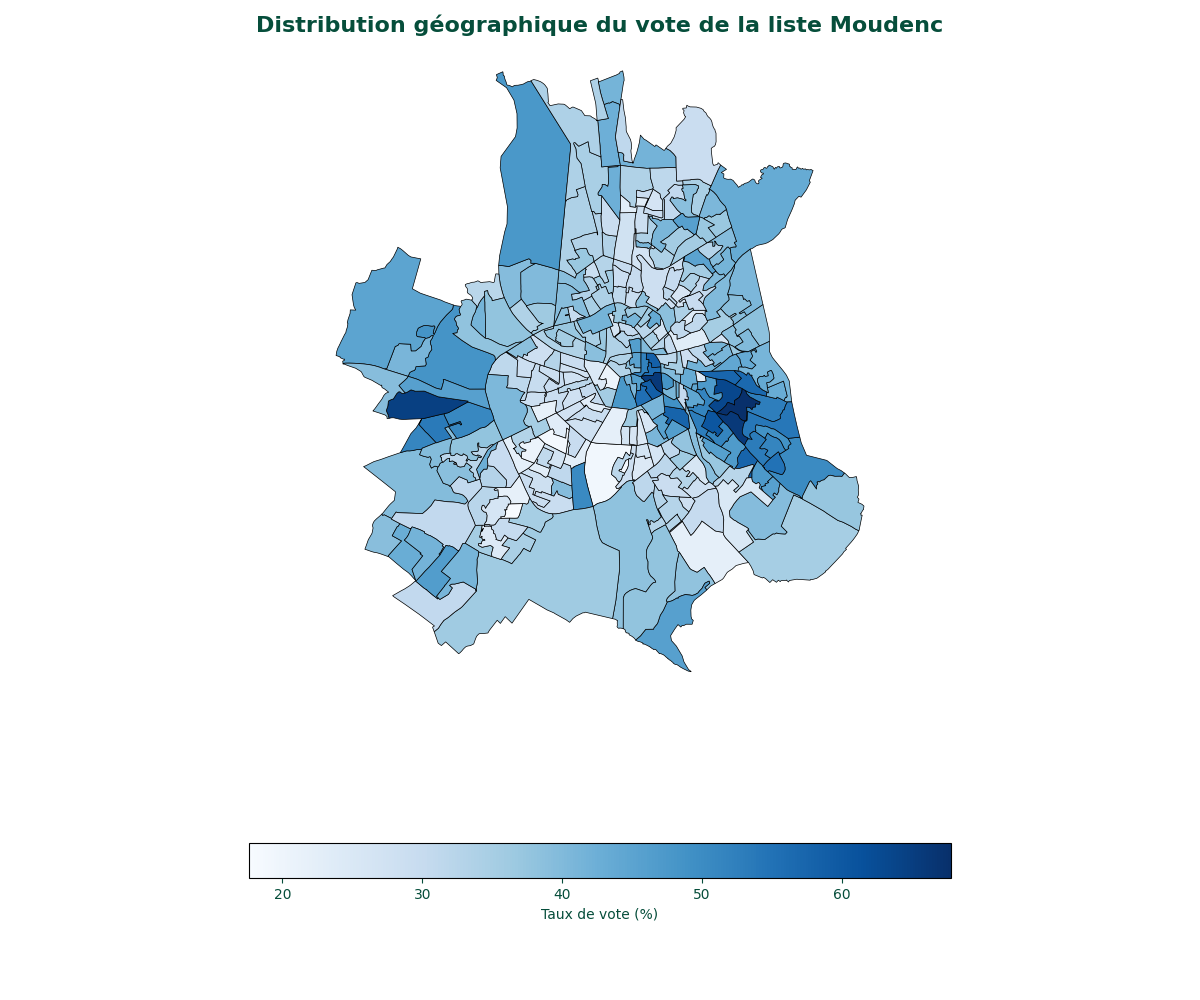 Distribution géographique du vote de la liste Moudenc
20 30 40 50 60
Taux de vote (%)